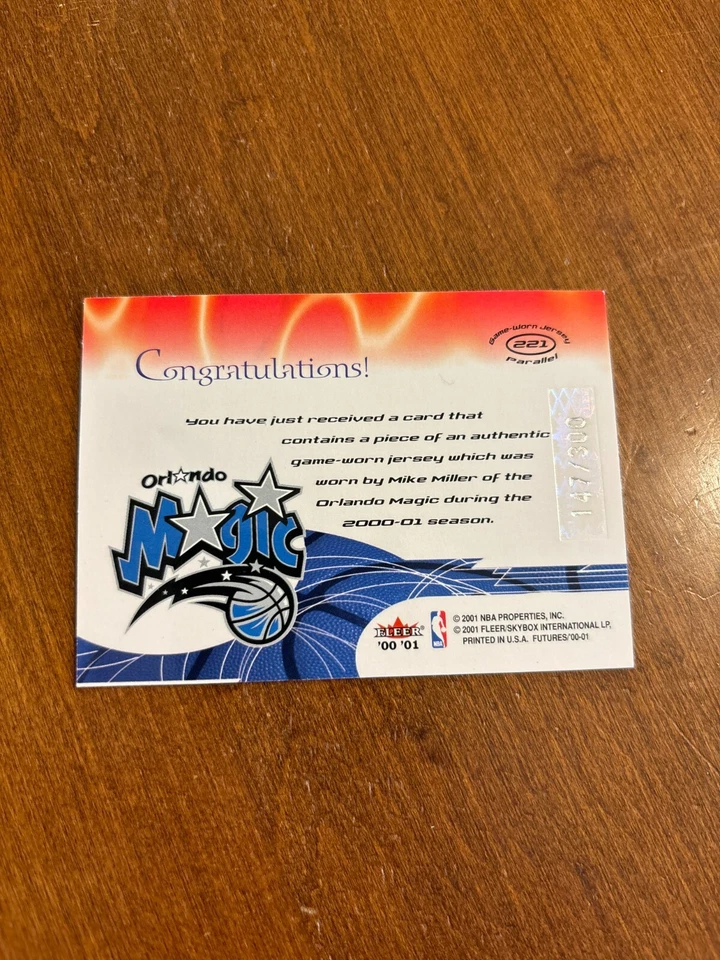 Game-Worn Jersey
221
Parallel
Congratulations!
You have just received a card that
contains a piece of an authentic
game-worn jersey which was
worn by Mike Miller of the
Orlando Magic during the
2000-01 season.
147/300
Orlando
Magic
FLEER
'00 '01
NBA
© 2001 NBA PROPERTIES, INC.
© 2001 FLEER/SKYBOX INTERNATIONAL LP,
PRINTED IN U.S.A. FUTURES/'00-01